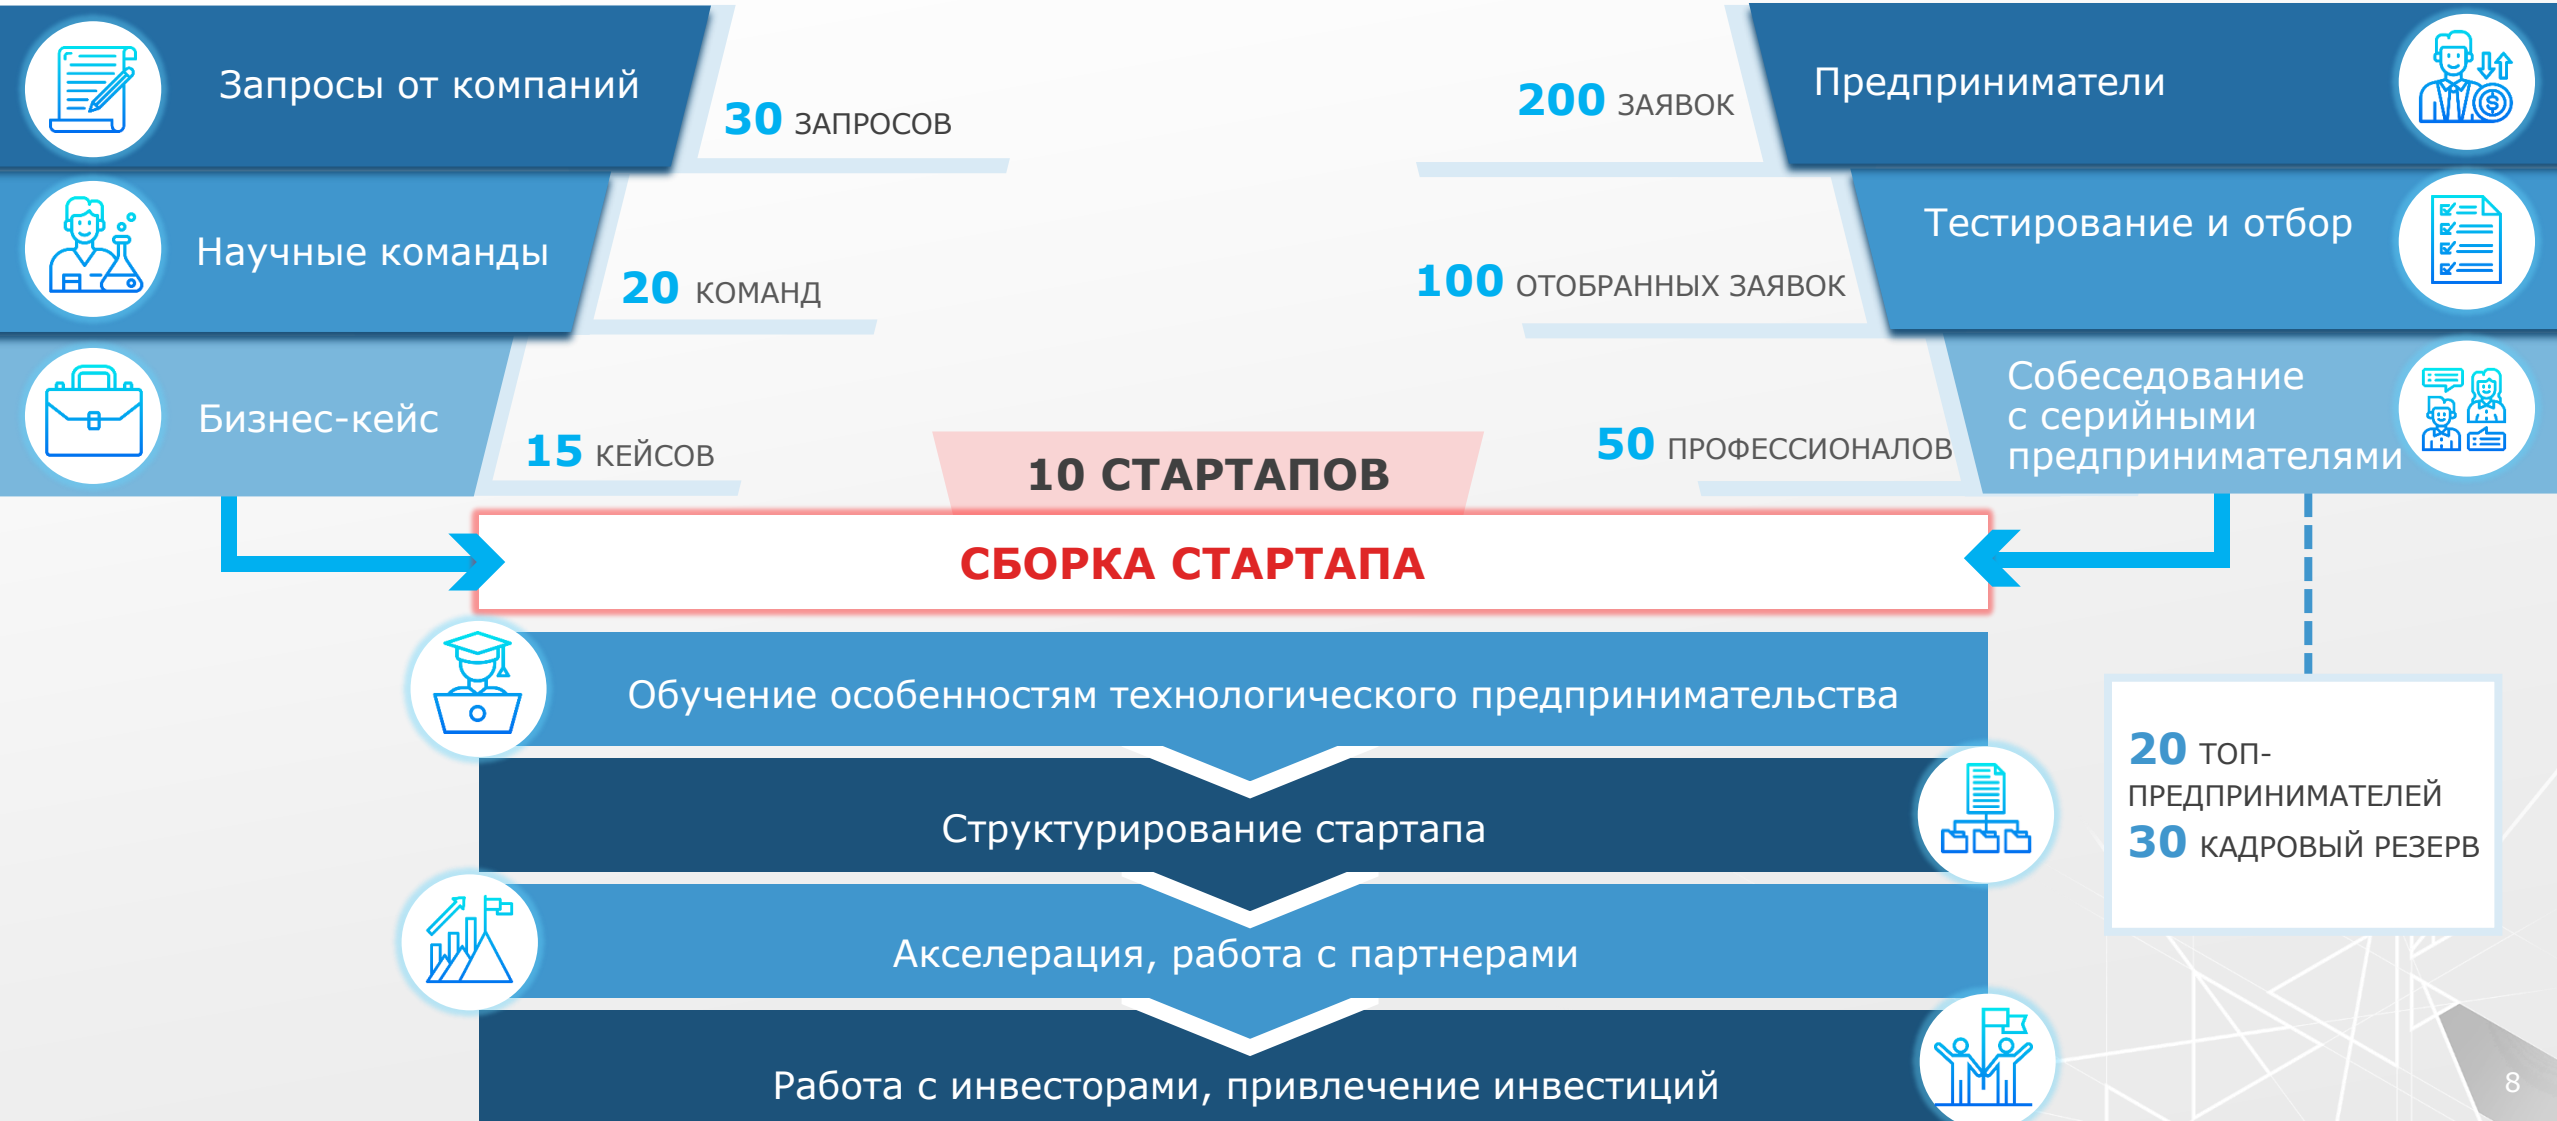 Запросы от компаний
30 ЗАПРОСОВ
Научные команды
20 КОМАНД
Бизнес-кейс
15 КЕЙСОВ
200 ЗАЯВОК
Предприниматели
100 ОТОБРАННЫХ ЗАЯВОК
Тестирование и отбор
50 ПРОФЕССИОНАЛОВ
Собеседование
с серийными
предпринимателями
10 СТАРТАПОВ
СБОРКА СТАРТАПА
Обучение особенностям технологического предпринимательства
Структурирование стартапа
Акселерация, работа с партнерами
Работа с инвесторами, привлечение инвестиций
20 ТОП-
ПРЕДПРИНИМАТЕЛЕЙ
30 КАДРОВЫЙ РЕЗЕРВ
8